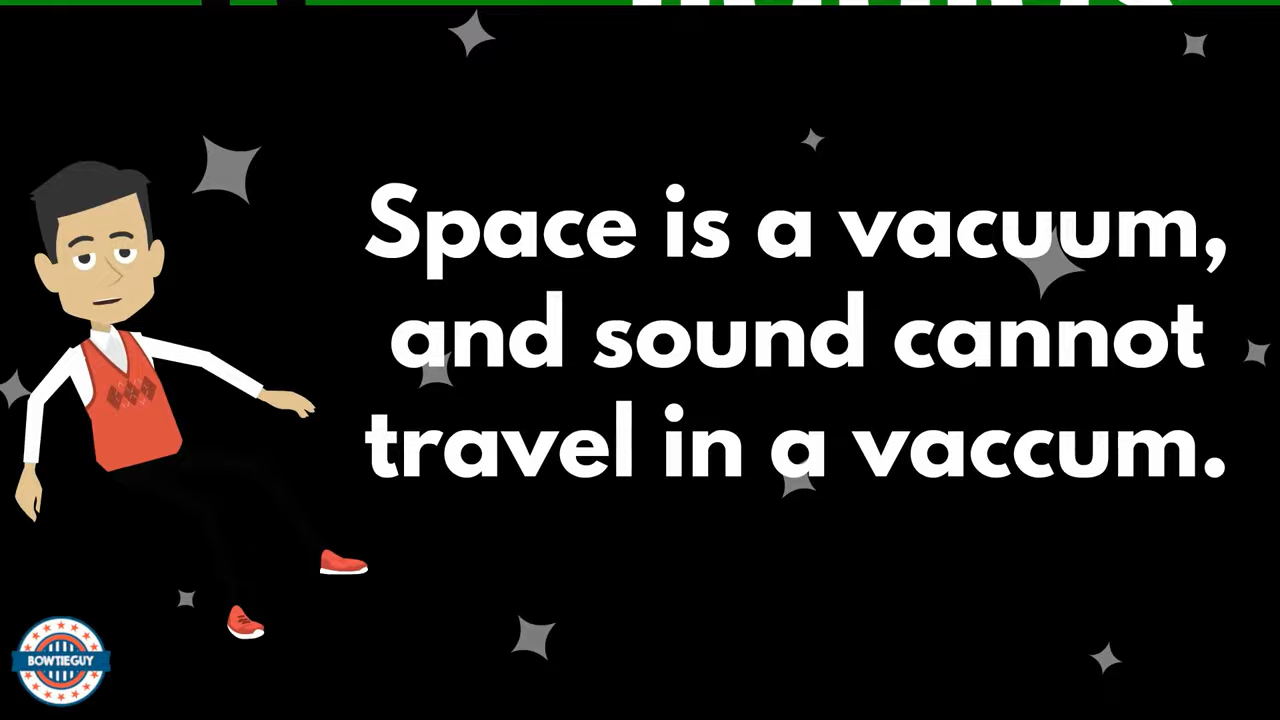 Space is a vacuum,
and sound cannot
travel in a vaccum.
BOWTIEGUY